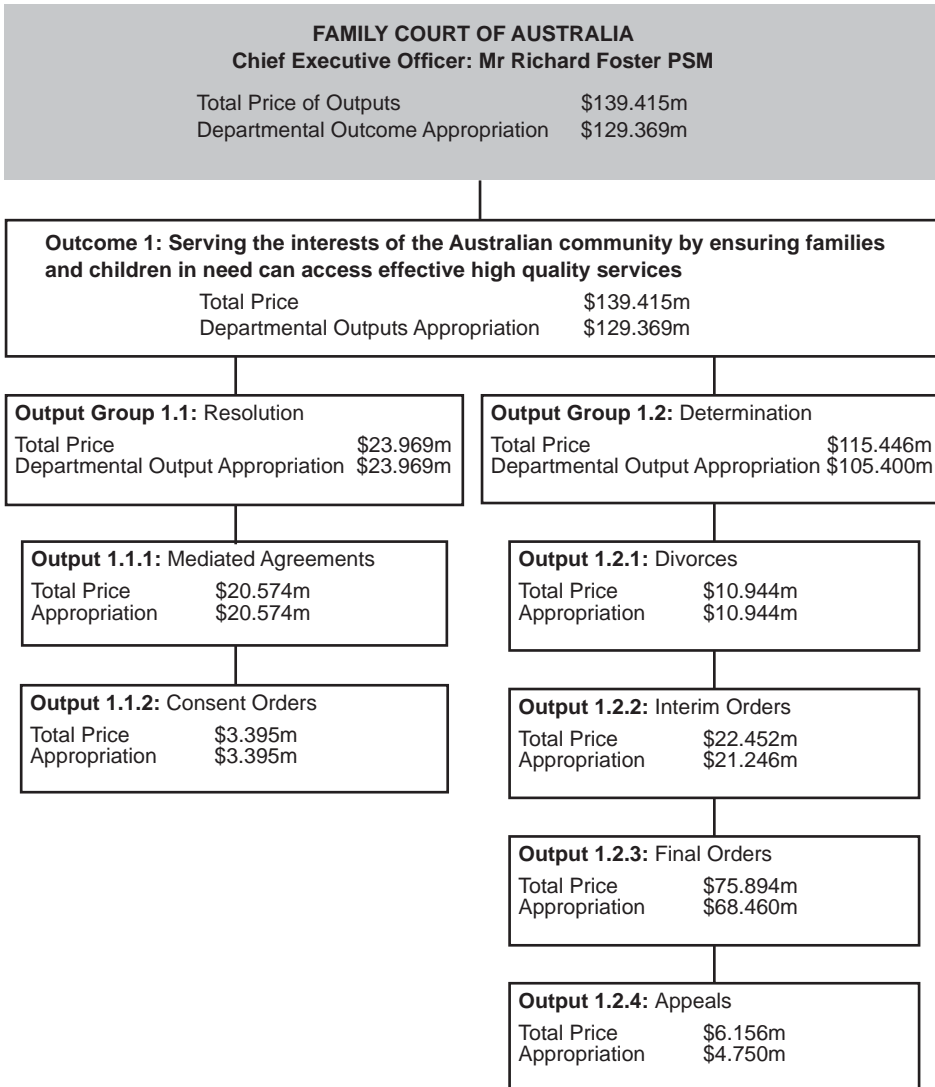 FAMILY COURT OF AUSTRALIA
Chief Executive Officer: Mr Richard Foster PSM
Total Price of Outputs $139.415m
Departmental Outcome Appropriation $129.369m
Outcome 1: Serving the interests of the Australian community by ensuring families
and children in need can access effective high quality services
Total Price $139.415m
Departmental Outputs Appropriation $129.369m
Output Group 1.1: Resolution
Total Price $23.969m
Departmental Output Appropriation $23.969m
Output 1.1.1: Mediated Agreements
Total Price $20.574m
Appropriation $20.574m
Output 1.1.2: Consent Orders
Total Price $3.395m
Appropriation $3.395m
Output Group 1.2: Determination
Total Price $115.446m
Departmental Output Appropriation $105.400m
Output 1.2.1: Divorces
Total Price $10.944m
Appropriation $10.944m
Output 1.2.2: Interim Orders
Total Price $22.452m
Appropriation $21.246m
Output 1.2.3: Final Orders
Total Price $75.894m
Appropriation $68.460m
Output 1.2.4: Appeals
Total Price $6.156m
Appropriation $4.750m